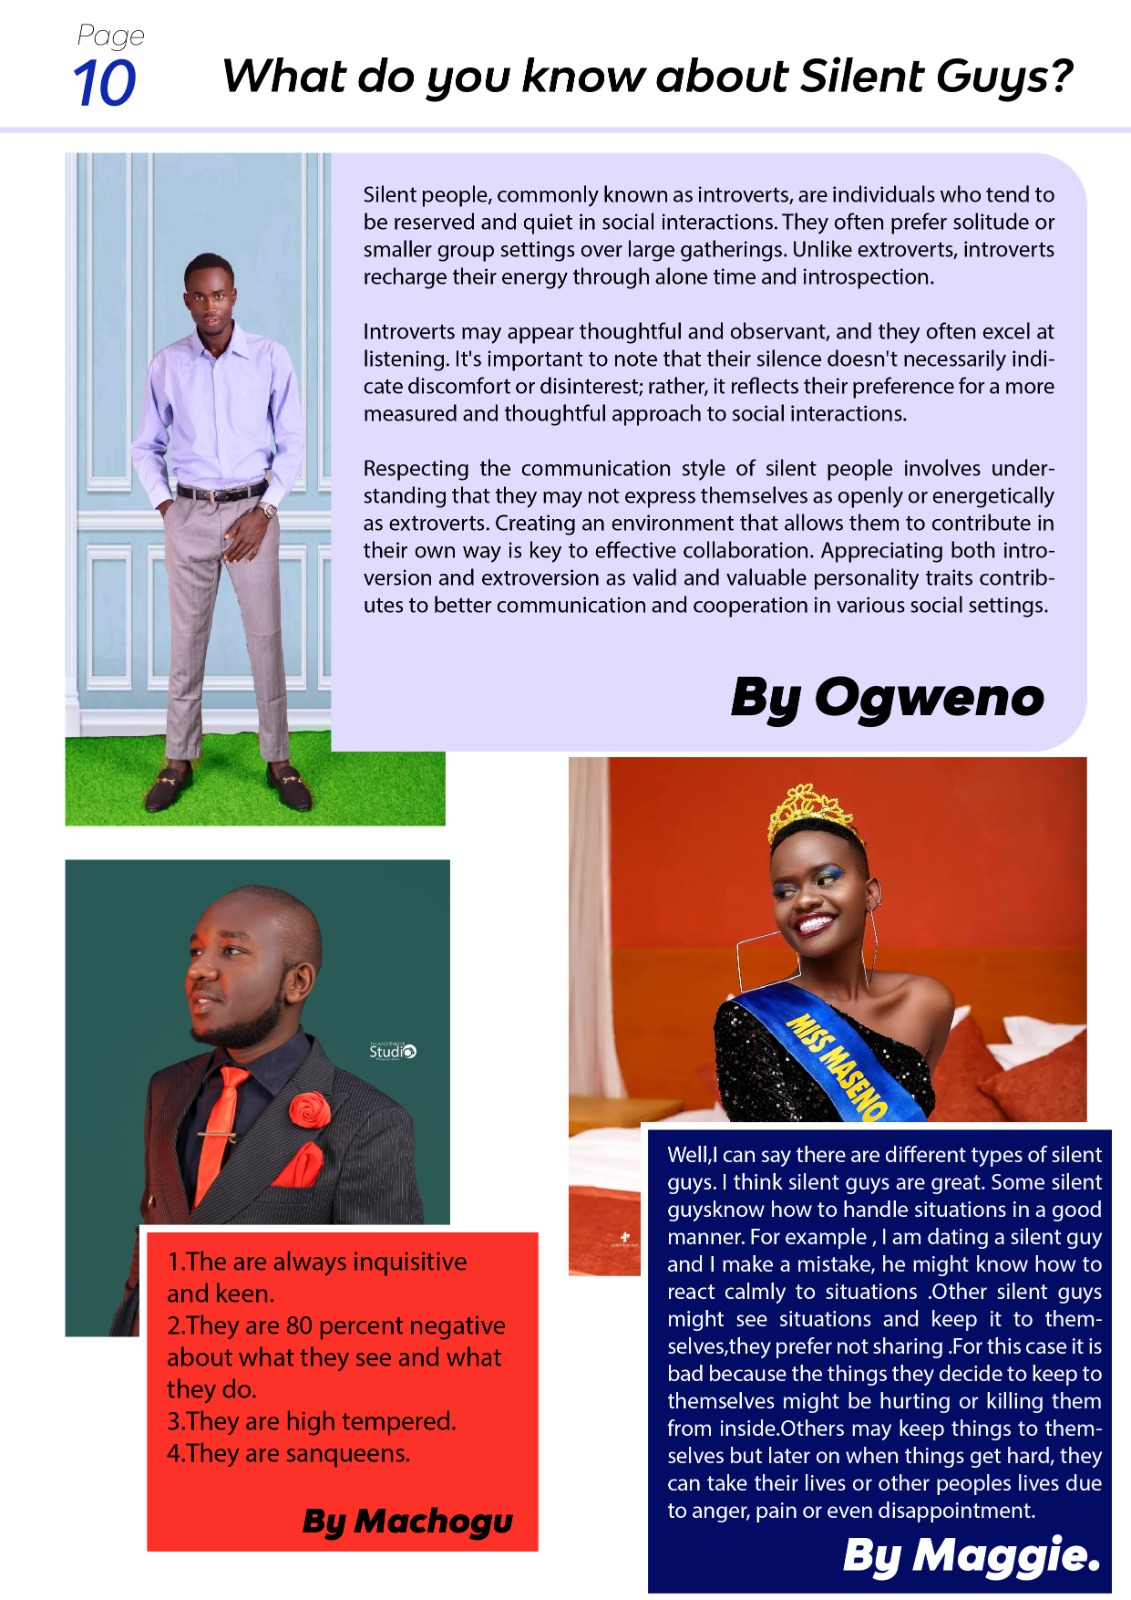 Page
10
What do you know about Silent Guys?
Silent people, commonly known as introverts, are individuals who tend to
be reserved and quiet in social interactions. They often prefer solitude or
smaller group settings over large gatherings. Unlike extroverts, introverts
recharge their energy through alone time and introspection.
Introverts may appear thoughtful and observant, and they often excel at
listening. It's important to note that their silence doesn't necessarily indi-
cate discomfort or disinterest; rather, it reflects their preference for a more
measured and thoughtful approach to social interactions.
Respecting the communication style of silent people involves under-
standing that they may not express themselves as openly or energetically
as extroverts. Creating an environment that allows them to contribute in
their own way is key to effective collaboration. Appreciating both intro-
version and extroversion as valid and valuable personality traits contrib-
utes to better communication and cooperation in various social settings.
By Ogweno
Studio
1.The are always inquisitive
and keen.
2.They are 80 percent negative
about what they see and what
they do.
3.They are high tempered.
4.They are sanqueens.
By Machogu
MISS MASENO
Well,I can say there are different types of silent
guys. I think silent guys are great. Some silent
guysknow how to handle situations in a good
manner. For example , I am dating a silent guy
and I make a mistake, he might know how to
react calmly to situations .Other silent guys
might see situations and keep it to them-
selves,they prefer not sharing .For this case it is
bad because the things they decide to keep to
themselves might be hurting or killing them
from inside.Others may keep things to them-
selves but later on when things get hard, they
can take their lives or other peoples lives due
to anger, pain or even disappointment.
By Maggie.